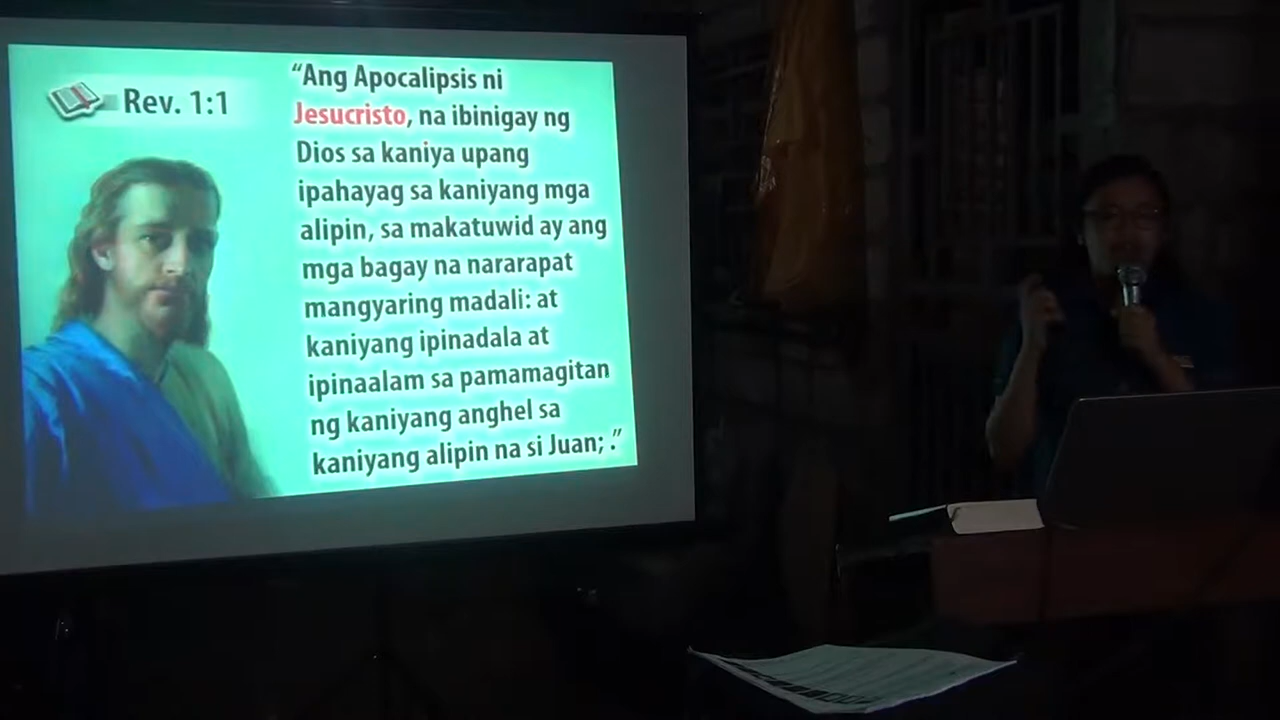 Rev. 1:1
“Ang Apocalipsis ni
Jesucristo, na ibinigay ng
Dios sa kaniya upang
ipahayag sa kaniyang mga
alipin, sa makatuwid ay ang
mga bagay na nararapat
mangyaring madali: at
kaniyang ipinadala at
ipinaalam sa pamamagitan
ng kaniyang anghel sa
kaniyang alipin na si Juan; .”